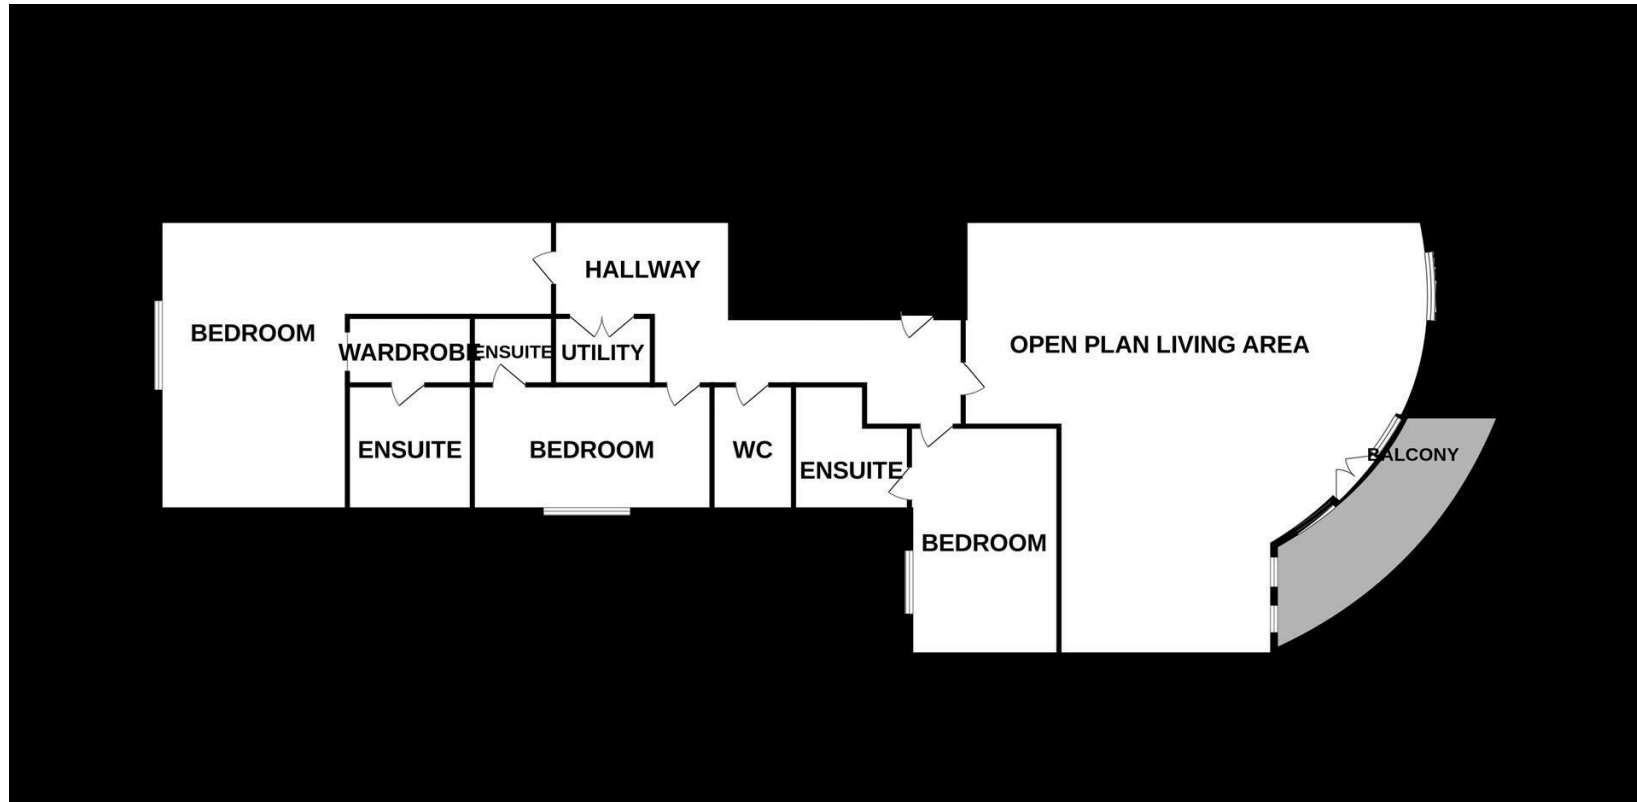 HALLWAY
BEDROOM
WARDROBE
ENSUITE
UTILITY
OPEN PLAN LIVING AREA
ENSUITE
BEDROOM
WC
ENSUITE
BALCONY
BEDROOM